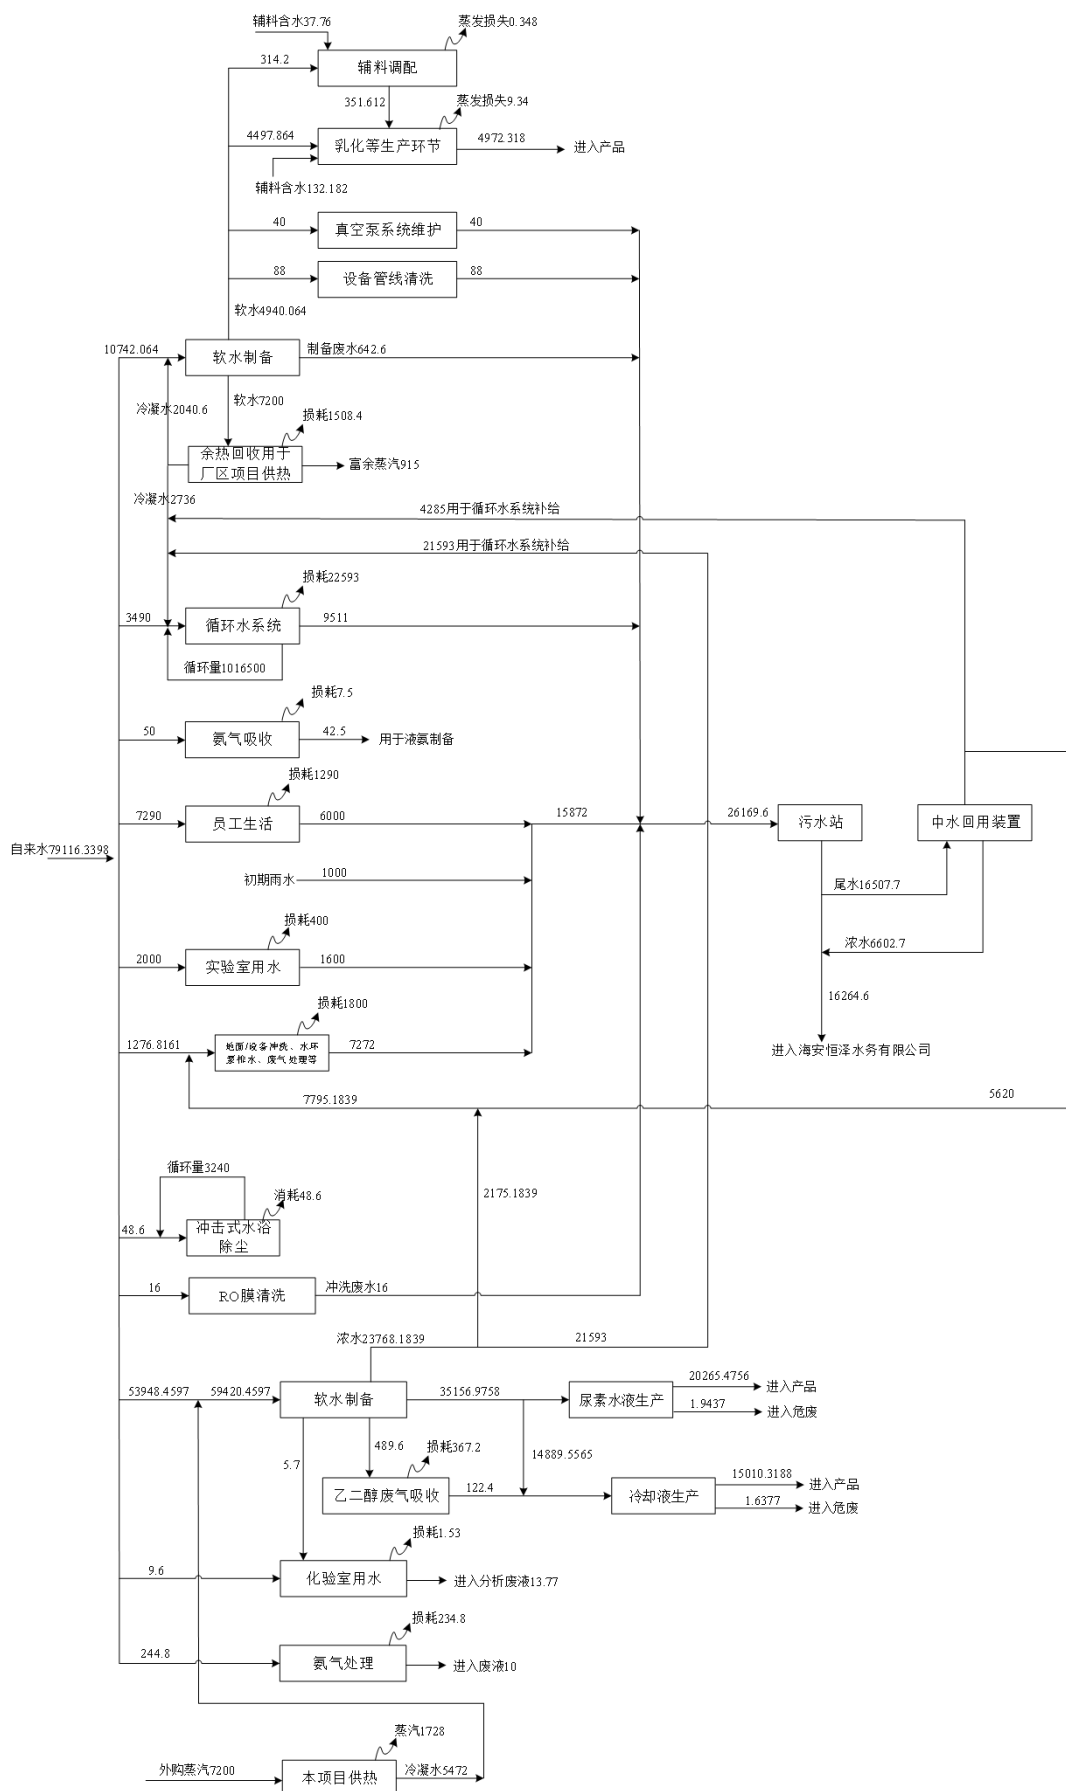 辅料含水37.76
蒸发损失0.348
314.2
辅料调配
351.612
蒸发损失9.34
4497.864
乳化等生产环节
4972.318
进入产品
辅料含水132.182
40
真空泵系统维护
40
88
设备管线清洗
88
软水4940.064
10742.064
软水制备
制备废水642.6
软水7200
冷凝水2040.6
损耗1508.4
余热回收用于
厂区项目供热
富余蒸汽915
冷凝水2736
4285用于循环水系统补给
21593用于循环水系统补给
损耗22593
3490
循环水系统
9511
循环量1016500
损耗7.5
50
氨气吸收
42.5
用于液氨制备
损耗1290
7290
员工生活
6000
15872
26169.6
污水站
中水回用装置
自来水79116.3398
初期雨水
1000
尾水16507.7
损耗400
浓水6602.7
2000
实验室用水
1600
16264.6
损耗1800
1276.8161
地面/设备冲洗、水环
泵排水、废气处理等
7272
进入海安恒泽水务有限公司
7795.1839
5620
循环量3240
消耗48.6
2175.1839
48.6
冲击式水浴
除尘
16
RO膜清洗
冲洗废水16
浓水23768.1839
21593
53948.4597
59420.4597
软水制备
35156.9758
尿素水液生产
20265.4756
进入产品
1.9437
进入危废
489.6
损耗367.2
14889.5565
5.7
乙二醇废气吸收
122.4
冷却液生产
15010.3188
进入产品
1.6377
进入危废
损耗1.53
9.6
化验室用水
进入分析废液13.77
损耗234.8
244.8
氨气处理
进入废液10
蒸汽1728
外购蒸汽7200
本项目供热
冷凝水5472